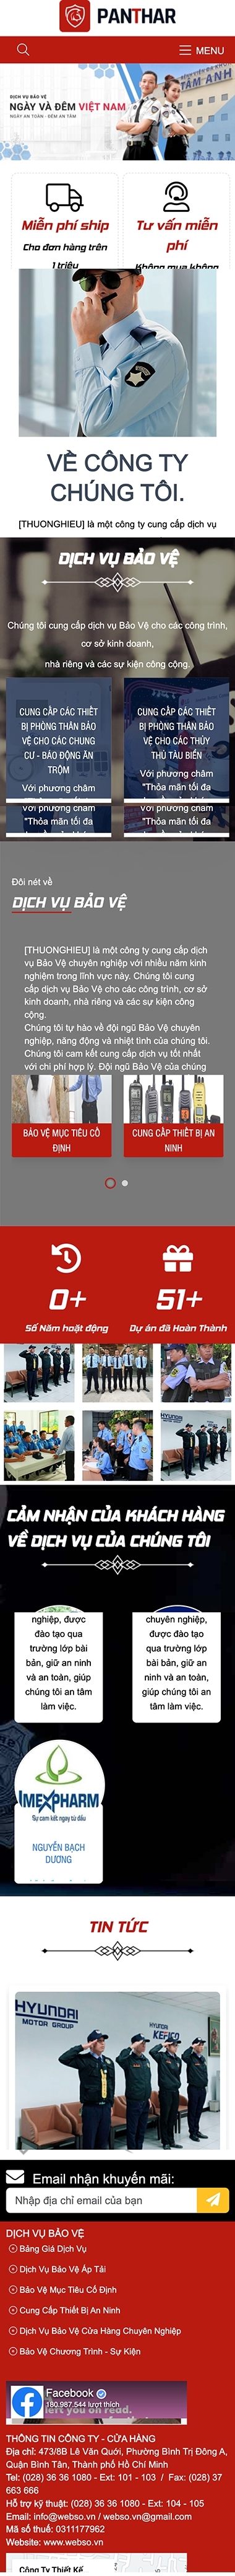 PANTHAR
MENU
DỊCH VỤ BẢO VỆ
NGÀY VÀ ĐÊM VIỆT NAM
NGÀY AN TOÀN - ĐÊM AN TÂM
TÂM ANH
Miễn phí ship
Cho đơn hàng trên
1 triệu
Tư vấn miễn
phí
Không mua không
VỀ CÔNG TY
CHÚNG TÔI.
[THUONGHIEU] là một công ty cung cấp dịch vụ
DỊCH VỤ BẢO VỆ
Chúng tôi cung cấp dịch vụ Bảo Vệ cho các công trình,
cơ sở kinh doanh,
nhà riêng và các sự kiện công cộng.
CUNG CẤP CÁC THIẾT
BỊ PHÒNG THÂN BẢO
VỆ CHO CÁC CHUNG
CƯ - BÁO ĐỘNG ĂN
TRỘM
Với phương châm
Với phương châm
"Thỏa mãn tối đa
CUNG CẤP CÁC THIẾT
BỊ PHÒNG THÂN BẢO
VỆ CHO CÁC THỦY
THỦ TÀU BIỂN
Với phương châm
"Thỏa mãn tối đa
Với phương châm
"Thỏa mãn tối đa
Đôi nét về
DỊCH VỤ BẢO VỆ
[THUONGHIEU] là một công ty cung cấp dịch
vụ Bảo Vệ chuyên nghiệp với nhiều năm kinh
nghiệm trong lĩnh vực này. Chúng tôi cung
cấp dịch vụ Bảo Vệ cho các công trình, cơ sở
kinh doanh, nhà riêng và các sự kiện công
cộng.
Chúng tôi tự hào về đội ngũ Bảo Vệ chuyên
nghiệp, năng động và nhiệt tình của chúng tôi.
Chúng tôi cam kết cung cấp dịch vụ tốt nhất
với chi phí hợp lý. Đội ngũ Bảo Vệ của chúng
BẢO VỆ MỤC TIÊU CỐ
ĐỊNH
CUNG CẤP THIẾT BỊ AN
NINH
0+
Số Năm hoạt động
51+
Dự án đã Hoàn Thành
HYUNDAI
CẢM NHẬN CỦA KHÁCH HÀNG
VỀ DỊCH VỤ CỦA CHÚNG TÔI
nghiệp, được
đào tạo qua
trường lớp bài
bản, giữ an ninh
và an toàn, giúp
chúng tôi an tâm
làm việc.
chuyên nghiệp,
được đào tạo qua
trường lớp bài
bản, giữ an
ninh và an toàn,
giúp chúng tôi an
tâm làm việc.
IMEXPHARM
Sự cam kết ngay từ đầu
NGUYỄN BẠCH
DƯƠNG
TIN TỨC
HYUNDAI
MOTOR GROUP
HYUNDAI
KEFICO
Email nhận khuyến mãi:
Nhập địa chỉ email của bạn
DỊCH VỤ BẢO VỆ
Bảng Giá Dịch Vụ
Dịch Vụ Bảo Vệ Áp Tải
Bảo Vệ Mục Tiêu Cố Định
Cung Cấp Thiết Bị An Ninh
Dịch Vụ Bảo Vệ Cửa Hàng Chuyên Nghiệp
Bảo Vệ Chương Trình - Sự Kiện
Facebook
180.987.544 lượt thích
left you on read.
THÔNG TIN CÔNG TY - CỬA HÀNG
Địa chỉ: 473/8B Lê Văn Quới, Phường Bình Trị Đông A,
Quận Bình Tân, Thành phố Hồ Chí Minh
Tel: (028) 36 36 1080 - Ext: 101 - 103 / Fax: (028) 37
663 666
Hỗ trợ kỹ thuật: (028) 36 36 1080 - Ext: 104 - 105
Email: info@webso.vn / webso.vn@gmail.com
Mã số thuế: 0311177962
Website: www.webso.vn
Công Ty Thiết Kế